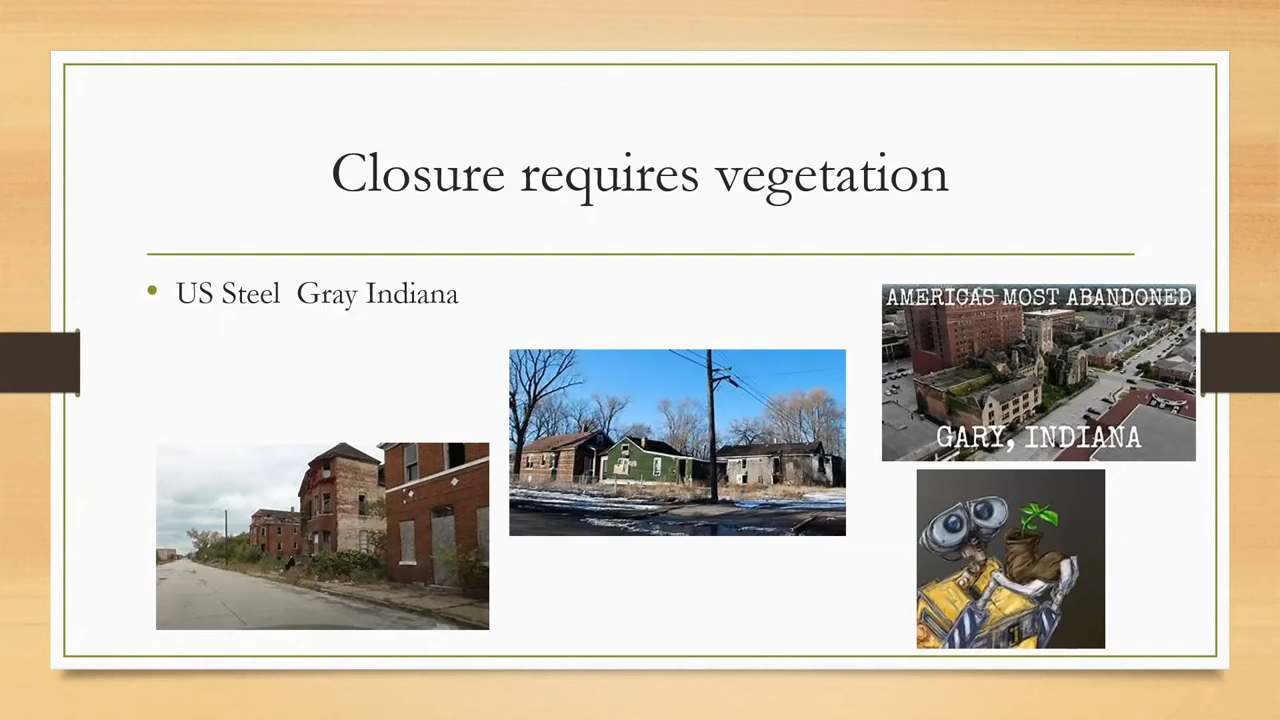 Closure requires vegetation
US Steel  Gray Indiana
AMERICAS MOST ABANDONED
GARY, INDIANA